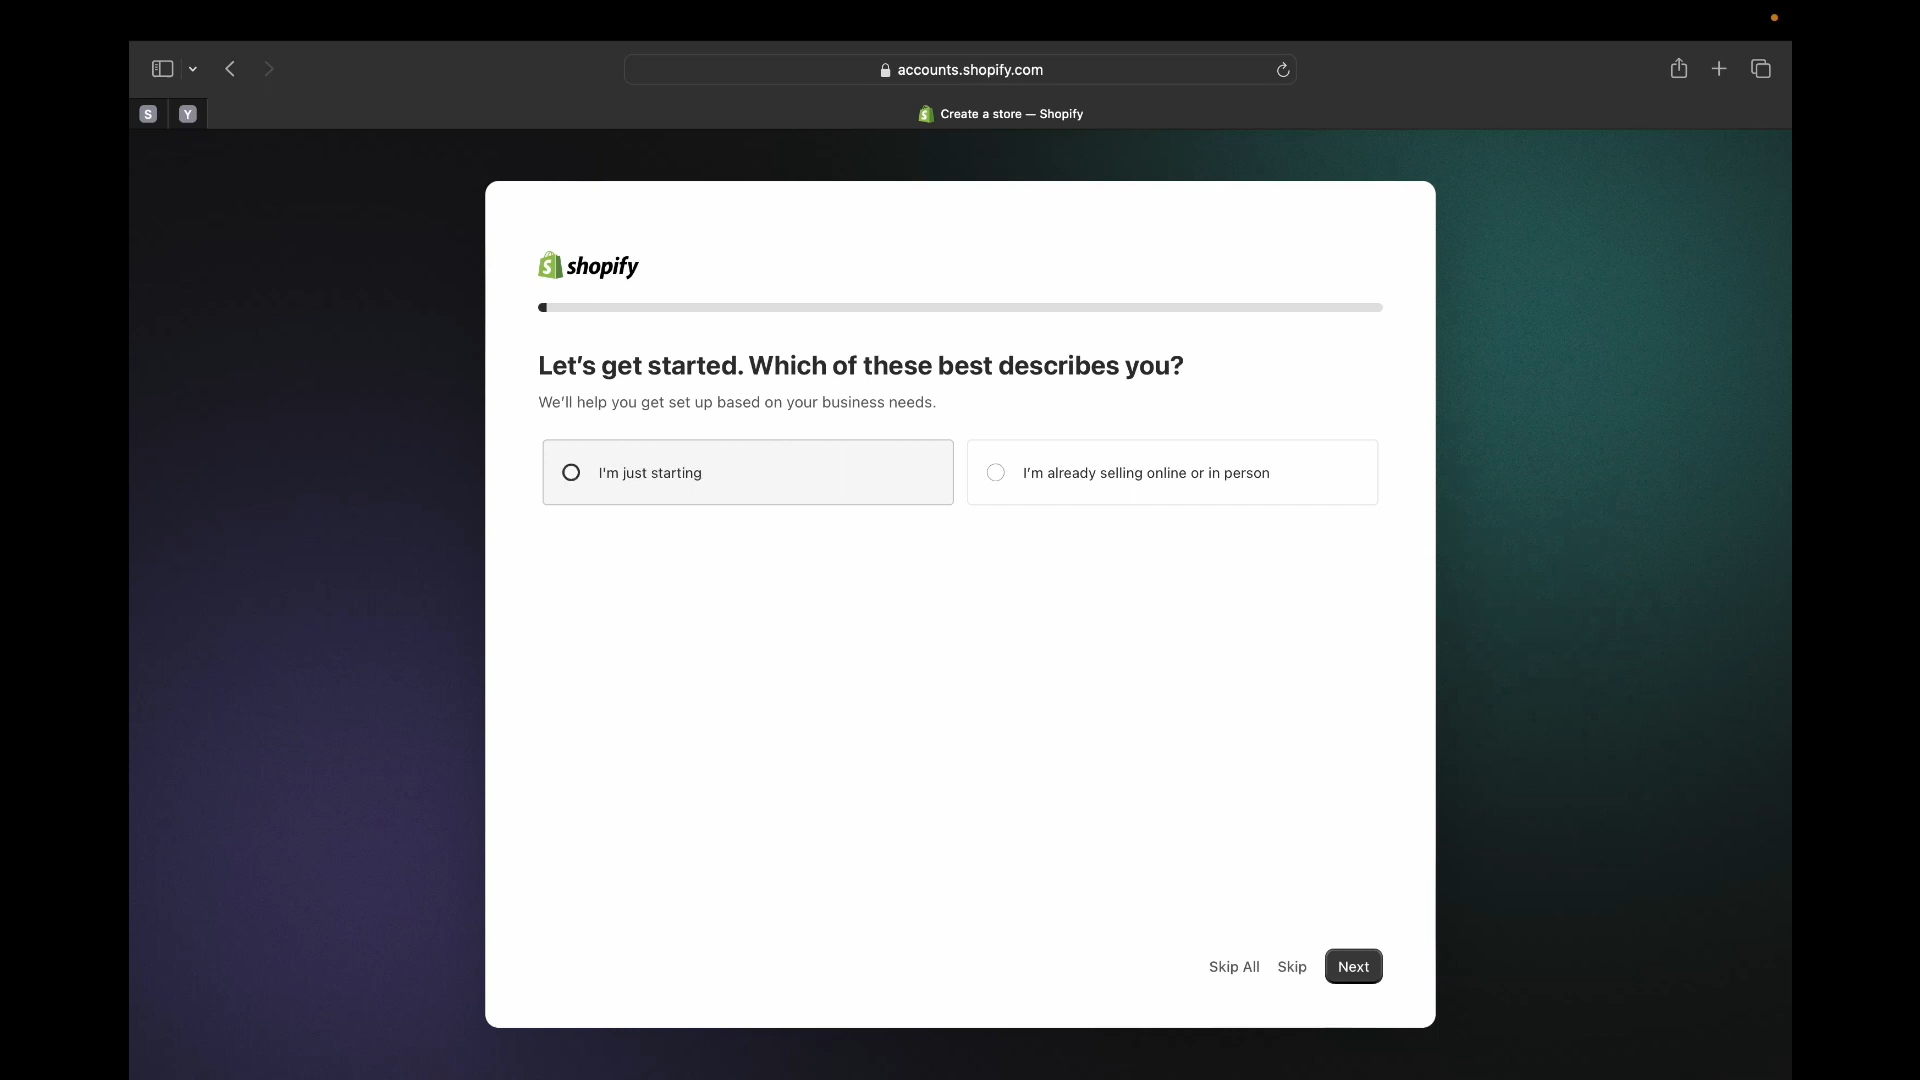 accounts.shopify.com
S
Y
Create a store — Shopify
shopify
Let’s get started. Which of these best describes you?
We’ll help you get set up based on your business needs.
I'm just starting
I’m already selling online or in person
Skip All
Skip
Next